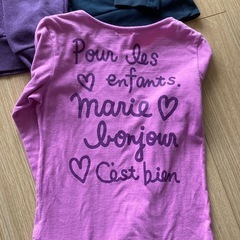 Pour les
enfants.
marie
bonjour
C'est bien